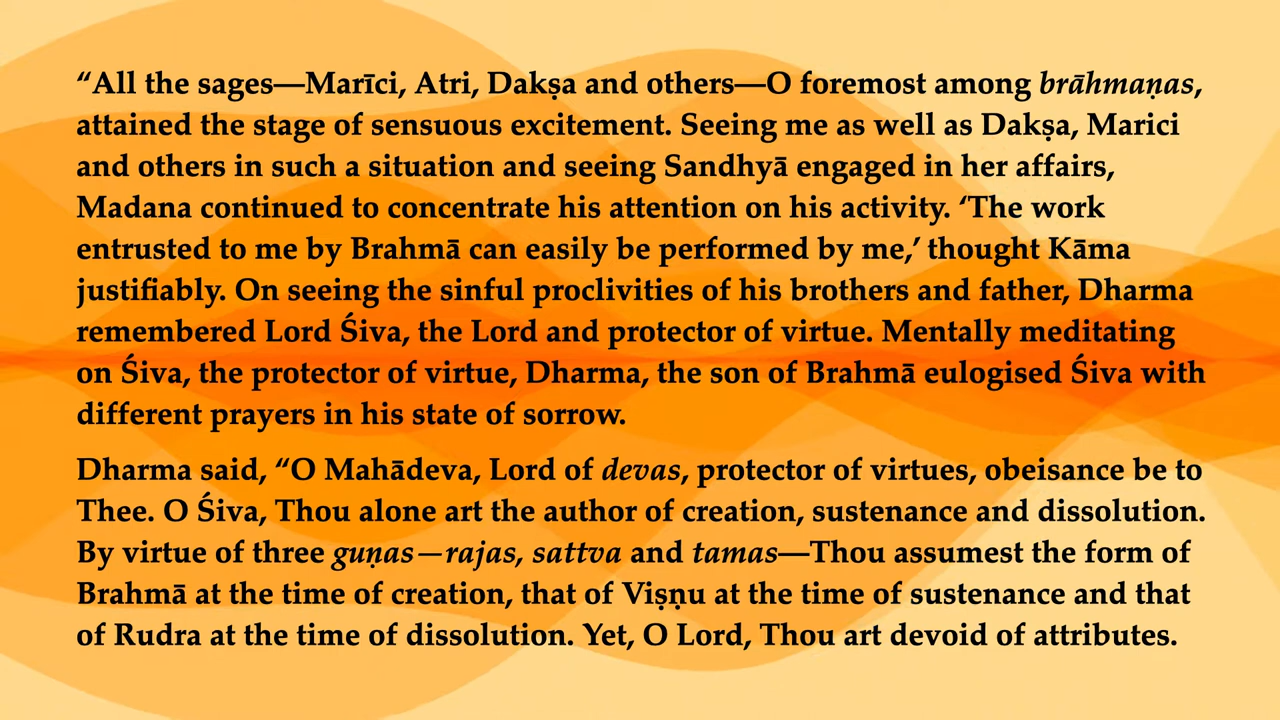 “All the sages—Marīci, Atri, Dakṣa and others—O foremost among brāhmaṇas,
attained the stage of sensuous excitement. Seeing me as well as Dakṣa, Marici
and others in such a situation and seeing Sandhyā engaged in her affairs,
Madana continued to concentrate his attention on his activity. ‘The work
entrusted to me by Brahmā can easily be performed by me,’ thought Kāma
justifiably. On seeing the sinful proclivities of his brothers and father, Dharma
remembered Lord Śiva, the Lord and protector of virtue. Mentally meditating
on Śiva, the protector of virtue, Dharma, the son of Brahmā eulogised Śiva with
different prayers in his state of sorrow.
Dharma said, “O Mahādeva, Lord of devas, protector of virtues, obeisance be to
Thee. O Śiva, Thou alone art the author of creation, sustenance and dissolution.
By virtue of three guṇas—rajas, sattva and tamas—Thou assumest the form of
Brahmā at the time of creation, that of Viṣṇu at the time of sustenance and that
of Rudra at the time of dissolution. Yet, O Lord, Thou art devoid of attributes.